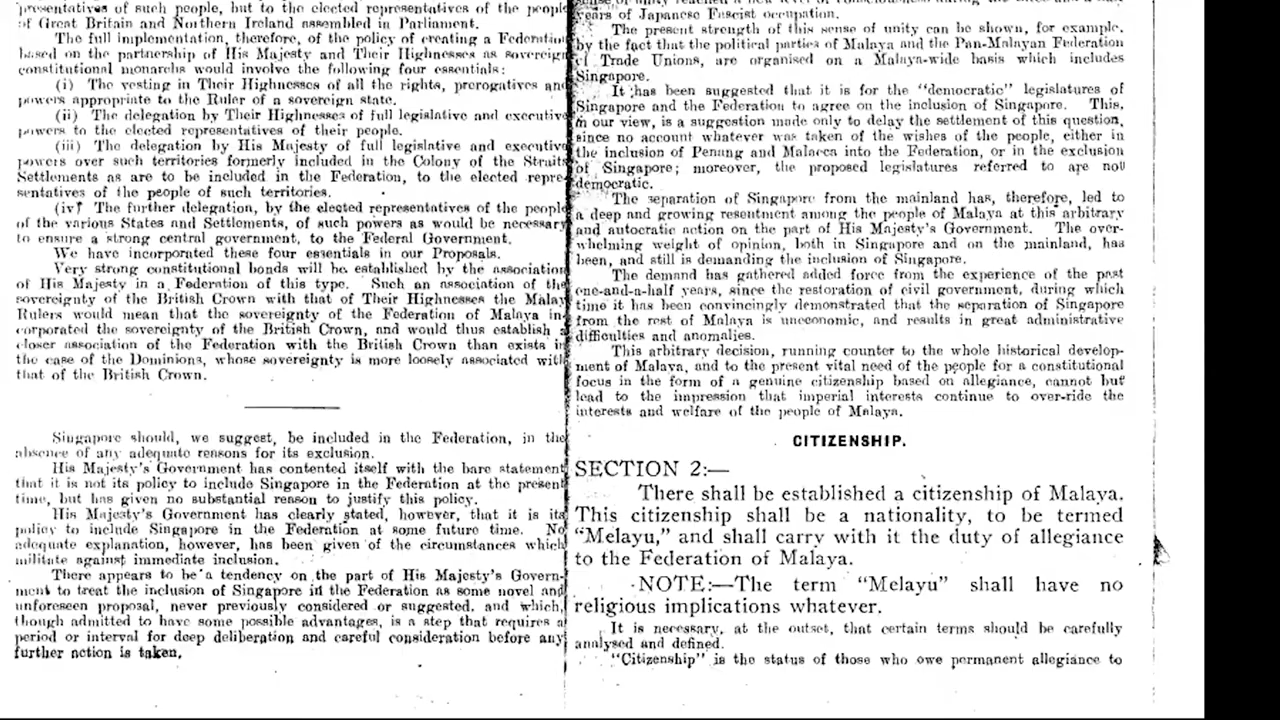 presentatives of such people, but to the elected representatives of the people
of Great Britain and Northern Ireland assembled in Parliament.
The full implementation, therefore, of the policy of creating a Federation
based on the partnership of His Majesty and Their Highnesses as sovereign
constitutional monarchs would involve the following four essentials:
(i) The vesting in Their Highnesses of all the rights, prerogatives and
powers appropriate to the Ruler of a sovereign state.
(ii) The delegation by Their Highnesses of full legislative and executive
powers to the elected representatives of their people.
(iii) The delegation by His Majesty of full legislative and executive
powers over such territories formerly included in the Colony of the Straits
Settlements as are to be included in the Federation, to the elected repre-
sentatives of the people of such territories.
(iv) The further delegation, by the elected representatives of the people
of the various States and Settlements, of such powers as would be necessary
to ensure a strong central government, to the Federal Government.
We have incorporated these four essentials in our Proposals.
Very strong constitutional bonds will be established by the association
of His Majesty in a Federation of this type. Such an association of the
sovereignty of the British Crown with that of Their Highnesses the Malay
Rulers would mean that the sovereignty of the Federation of Malaya in-
corporated the sovereignty of the British Crown, and would thus establish a
closer association of the Federation with the British Crown than exists in
the case of the Dominions, whose sovereignty is more loosely associated with
that of the British Crown.
Singapore should, we suggest, be included in the Federation, in the
absence of any adequate reasons for its exclusion.
His Majesty's Government has contented itself with the bare statement
that it is not its policy to include Singapore in the Federation at the present
time, but has given no substantial reason to justify this policy.
His Majesty's Government has clearly stated, however, that it is its
policy to include Singapore in the Federation at some future time. No
adequate explanation, however, has been given of the circumstances which
militate against immediate inclusion.
There appears to be a tendency on the part of His Majesty's Govern-
ment to treat the inclusion of Singapore in the Federation as some novel and
unforeseen proposal, never previously considered or suggested, and which,
though admitted to have some possible advantages, is a step that requires a
period or interval for deep deliberation and careful consideration before any
further action is taken.
years of Japanese Fascist occupation.
The present strength of this sense of unity can be shown, for example,
by the fact that the political parties of Malaya and the Pan-Malayan Federation
of Trade Unions, are organised on a Malaya-wide basis which includes
Singapore.
It has been suggested that it is for the "democratic" legislatures of
Singapore and the Federation to agree on the inclusion of Singapore. This,
in our view, is a suggestion made only to delay the settlement of this question,
since no account whatever was taken of the wishes of the people, either in
the inclusion of Penang and Malacca into the Federation, or in the exclusion
of Singapore; moreover, the proposed legislatures referred to are not
democratic.
The separation of Singapore from the mainland has, therefore, led to
a deep and growing resentment among the people of Malaya at this arbitrary
and autocratic action on the part of His Majesty's Government. The over-
whelming weight of opinion, both in Singapore and on the mainland, has
been, and still is demanding the inclusion of Singapore.
The demand has gathered added force from the experience of the past
one-and-a-half years, since the restoration of civil government, during which
time it has been convincingly demonstrated that the separation of Singapore
from the rest of Malaya is uneconomic, and results in great administrative
difficulties and anomalies.
This arbitrary decision, running counter to the whole historical develop-
ment of Malaya, and to the present vital need of the people for a constitutional
focus in the form of a genuine citizenship based on allegiance, cannot but
lead to the impression that imperial interests continue to over-ride the
interests and welfare of the people of Malaya.
CITIZENSHIP.
SECTION 2:—
There shall be established a citizenship of Malaya.
This citizenship shall be a nationality, to be termed
"Melayu," and shall carry with it the duty of allegiance
to the Federation of Malaya.
NOTE:—The term "Melayu" shall have no
religious implications whatever.
It is necessary, at the outset, that certain terms should be carefully
analysed and defined.
"Citizenship" is the status of those who owe permanent allegiance to